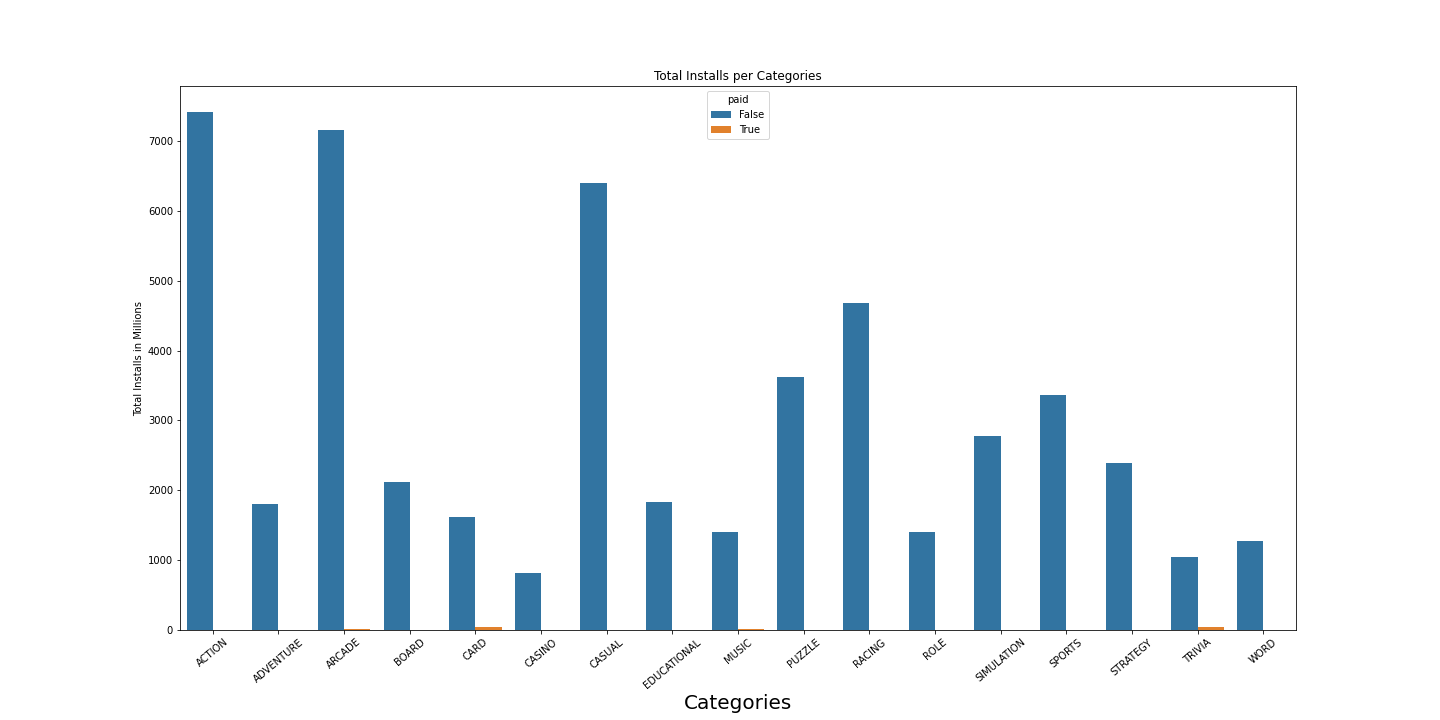 Total Installs per Categories
paid
False
True
Total Installs in Millions
7000
6000
5000
4000
3000
2000
1000
0
ACTION
ADVENTURE
ARCADE
BOARD
CARD
CASINO
CASUAL
EDUCATIONAL
MUSIC
PUZZLE
RACING
ROLE
SIMULATION
SPORTS
STRATEGY
TRIVIA
WORD
Categories